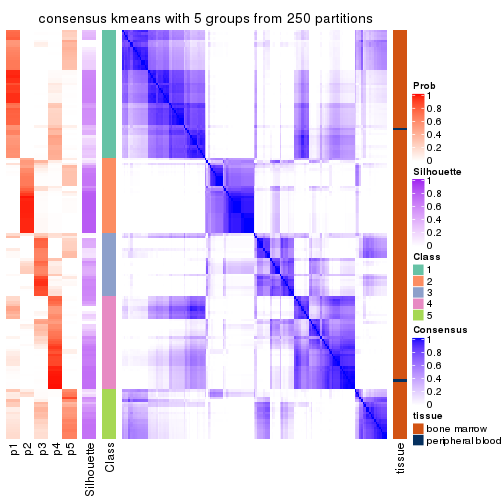 consensus kmeans with 5 groups from 250 partitions
Prob
1
0.8
0.6
0.4
0.2
0
Silhouette
1
0.8
0.6
0.4
0.2
0
Class
1
2
3
4
5
Consensus
1
0.8
0.6
0.4
0.2
0
tissue
bone marrow
peripheral blood
p1
p2
p3
p4
p5
Silhouette
Class
tissue